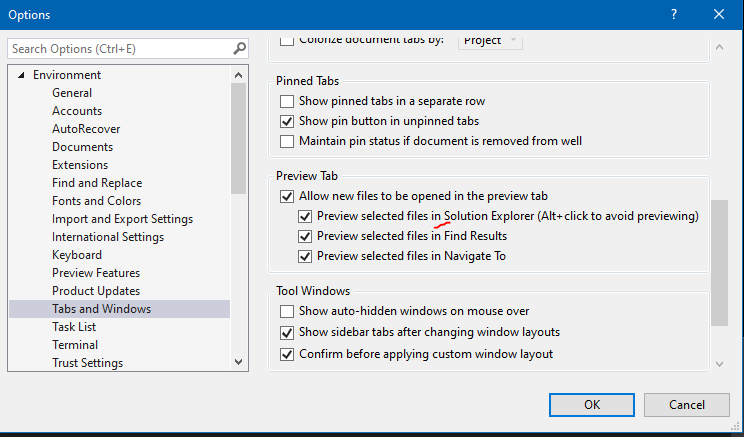 Options
?
Search Options (Ctrl+E)
Environment
General
Accounts
AutoRecover
Documents
Extensions
Find and Replace
Fonts and Colors
Import and Export Settings
International Settings
Keyboard
Preview Features
Product Updates
Tabs and Windows
Task List
Terminal
Trust Settings
Colorize document tabs by:
Project
Pinned Tabs
Show pinned tabs in a separate row
Show pin button in unpinned tabs
Maintain pin status if document is removed from well
Preview Tab
Allow new files to be opened in the preview tab
Preview selected files in Solution Explorer (Alt+click to avoid previewing)
Preview selected files in Find Results
Preview selected files in Navigate To
Tool Windows
Show auto-hidden windows on mouse over
Show sidebar tabs after changing window layouts
Confirm before applying custom window layout
OK
Cancel